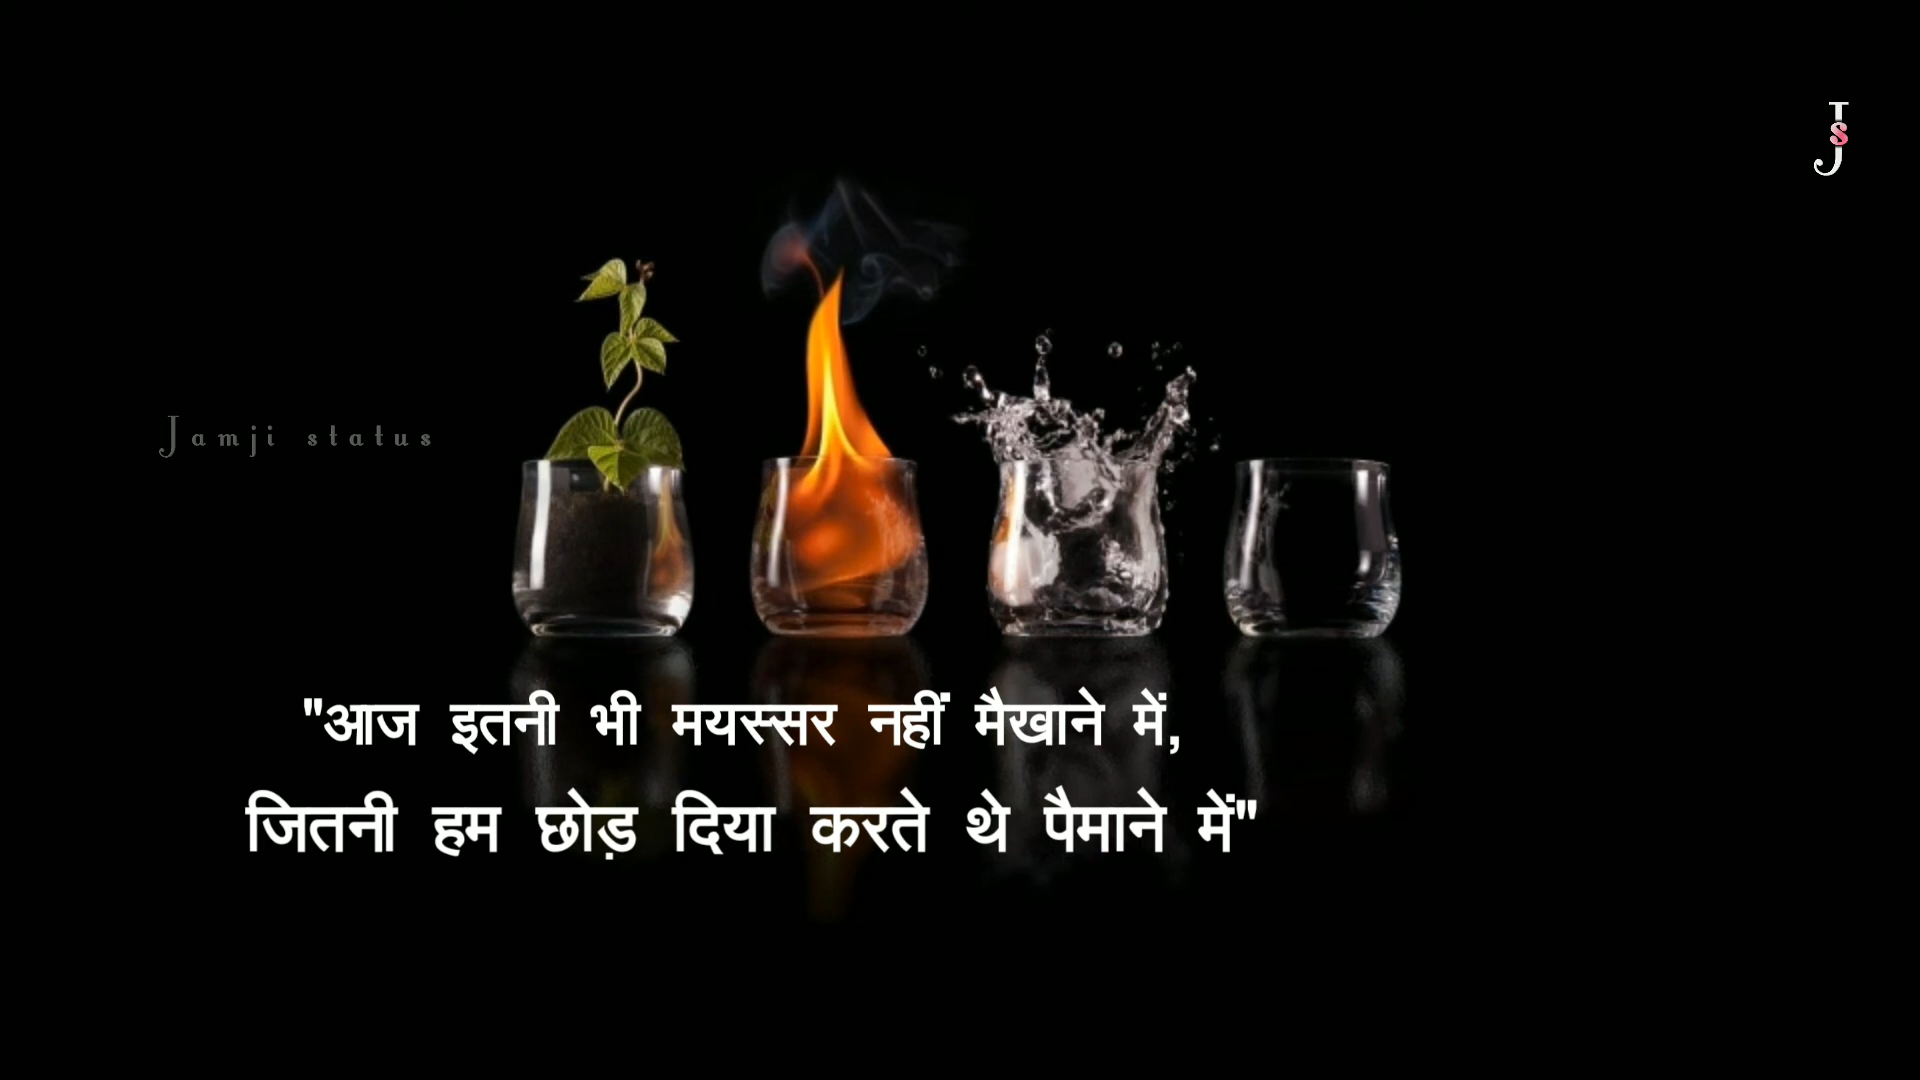 Jamji status
"आज इतनी भी मयस्सर नहीं मैखाने में,
जितनी हम छोड़ दिया करते थे पैमाने में"